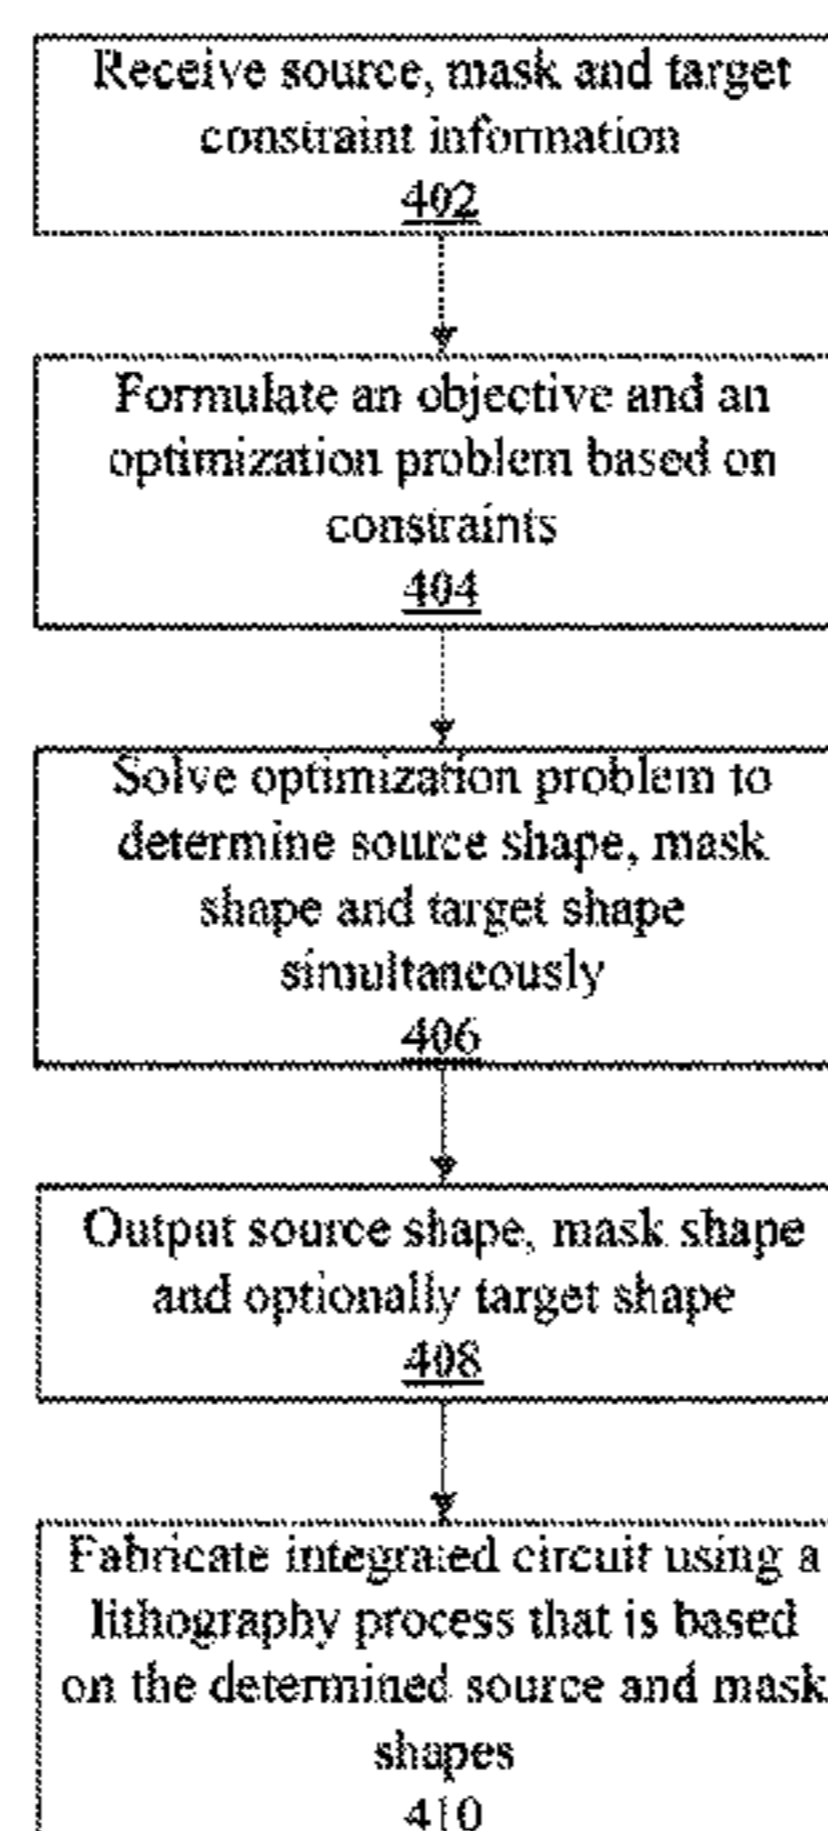 Receive source, mask and target
constraint information
402
Formulate an objective and an
optimization problem based on
constraints
404
Solve optimization problem to
determine source shape, mask
shape and target shape
simultaneously
406
Output source shape, mask shape
and optionally target shape
408
Fabricate integrated circuit using a
lithography process that is based
on the determined source and mask
shapes
410